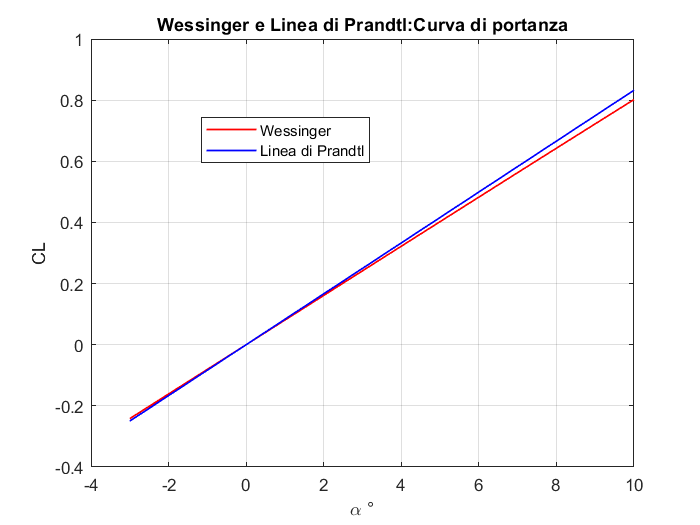 Wessinger e Linea di Prandtl:Curva di portanza
1
0.8
0.6
0.4
0.2
0
-0.2
-0.4
CL
Wessinger
Linea di Prandtl
-4 -2 0 2 4 6 8 10
α °